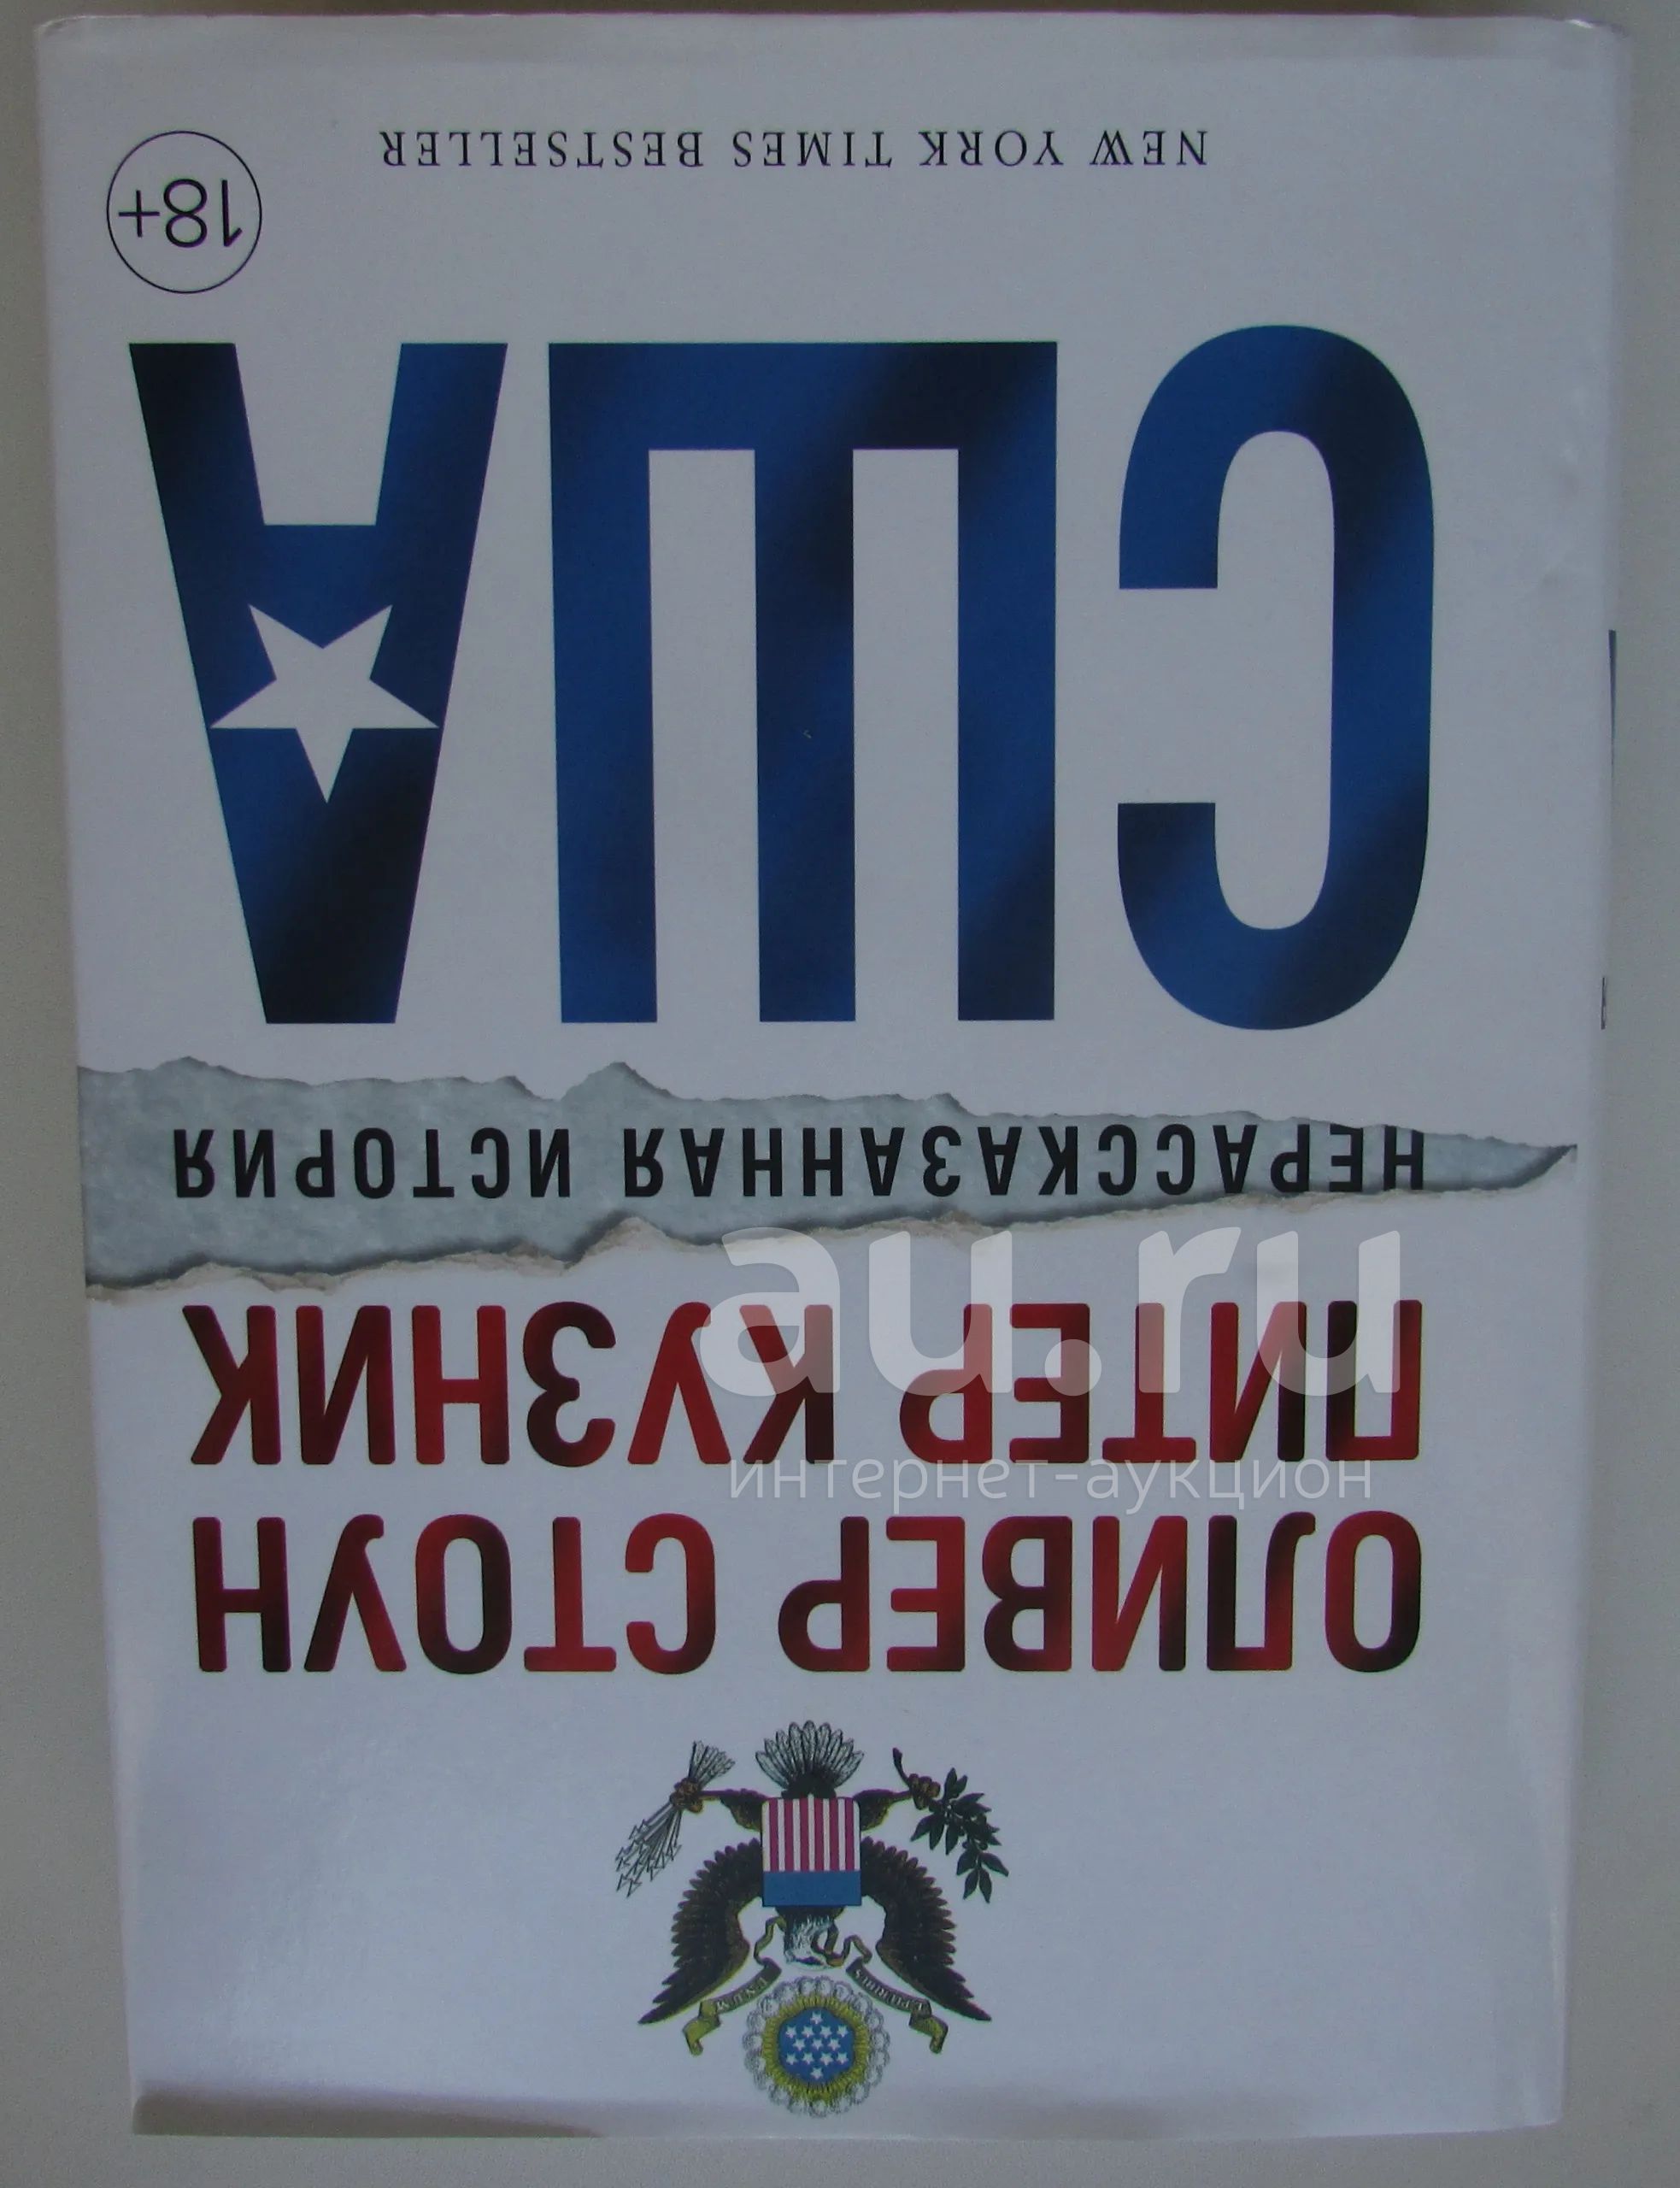 ОЛИВЕР СТОУН
ПИТЕР КУЗНИК
НЕРАССКАЗАННАЯ ИСТОРИЯ
США
18+
NEW YORK TIMES BESTSELLER
au.ru
интернет-аукцион